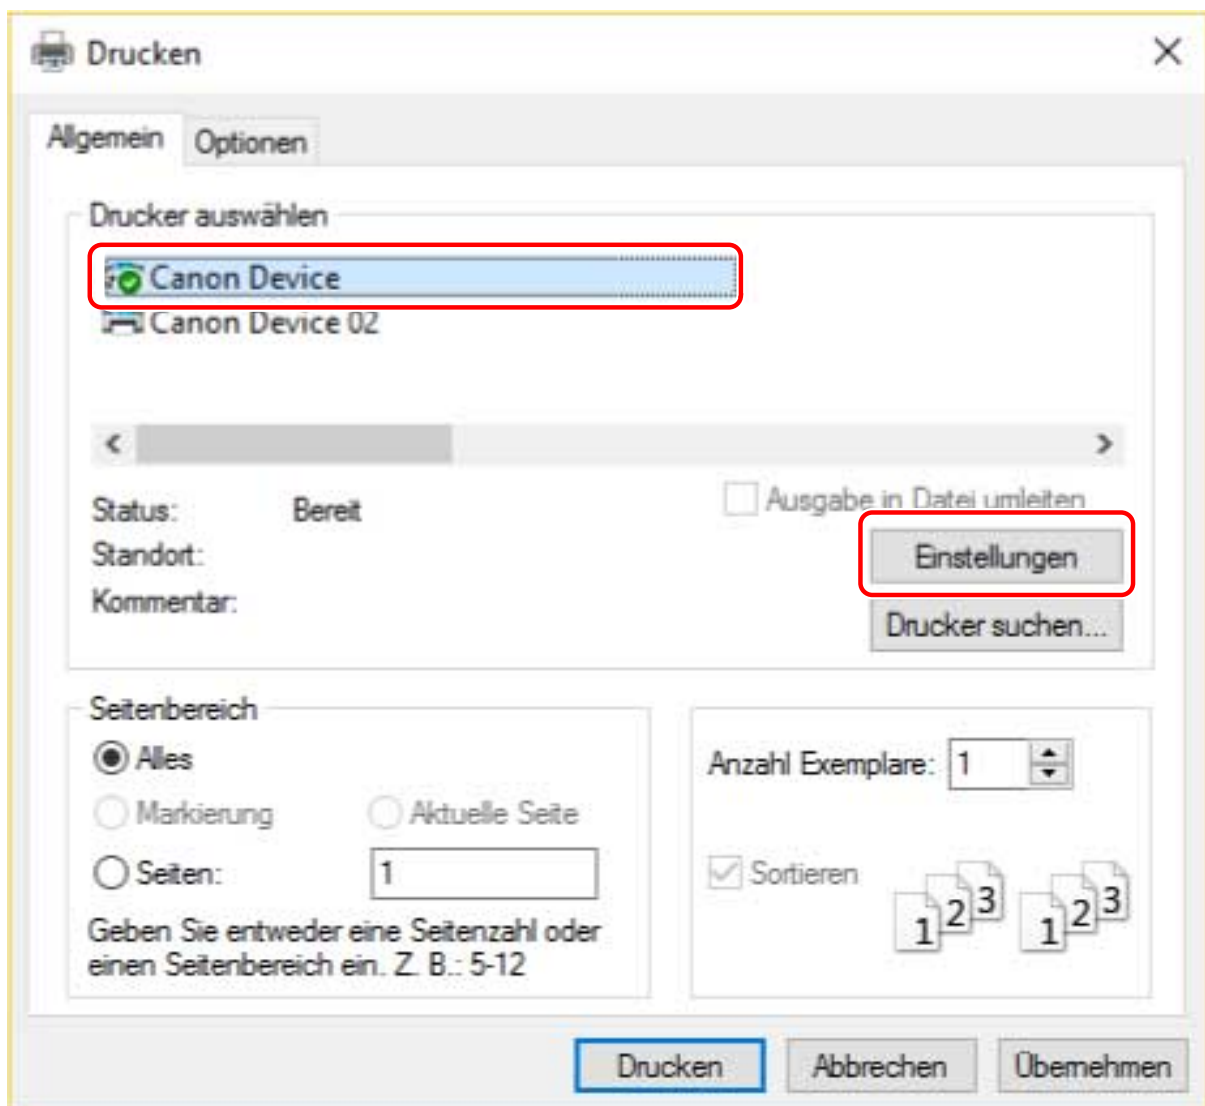 Drucken
Allgemein Optionen
Drucker auswählen
Canon Device
Canon Device 02
Status: Bereit
Ausgabe in Datei umleiten
Standort:
Einstellungen
Kommentar:
Drucker suchen...
Seitenbereich
Alles
Markierung Aktuelle Seite
Seiten: 1
Geben Sie entweder eine Seitenzahl oder
einen Seitenbereich ein. Z. B.: 5-12
Anzahl Exemplare: 1
Sortieren
1 2 3 1 2 3
Drucken Abbrechen Übernehmen